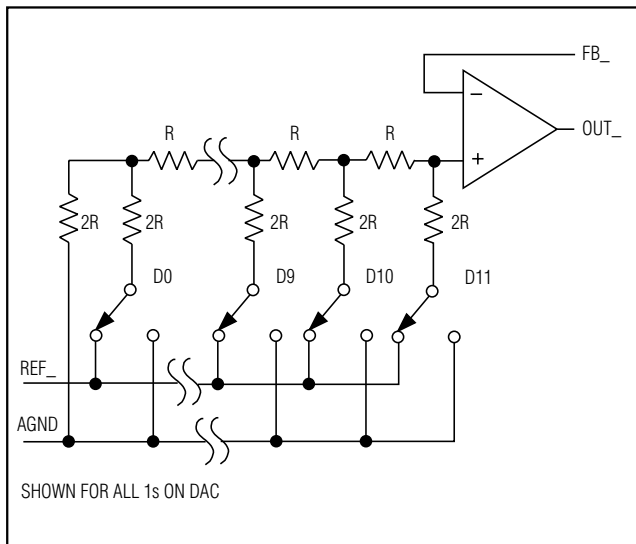 FB_
R R R
OUT_
2R 2R 2R 2R 2R
D0 D9 D10 D11
REF_
AGND
SHOWN FOR ALL 1s ON DAC
− +